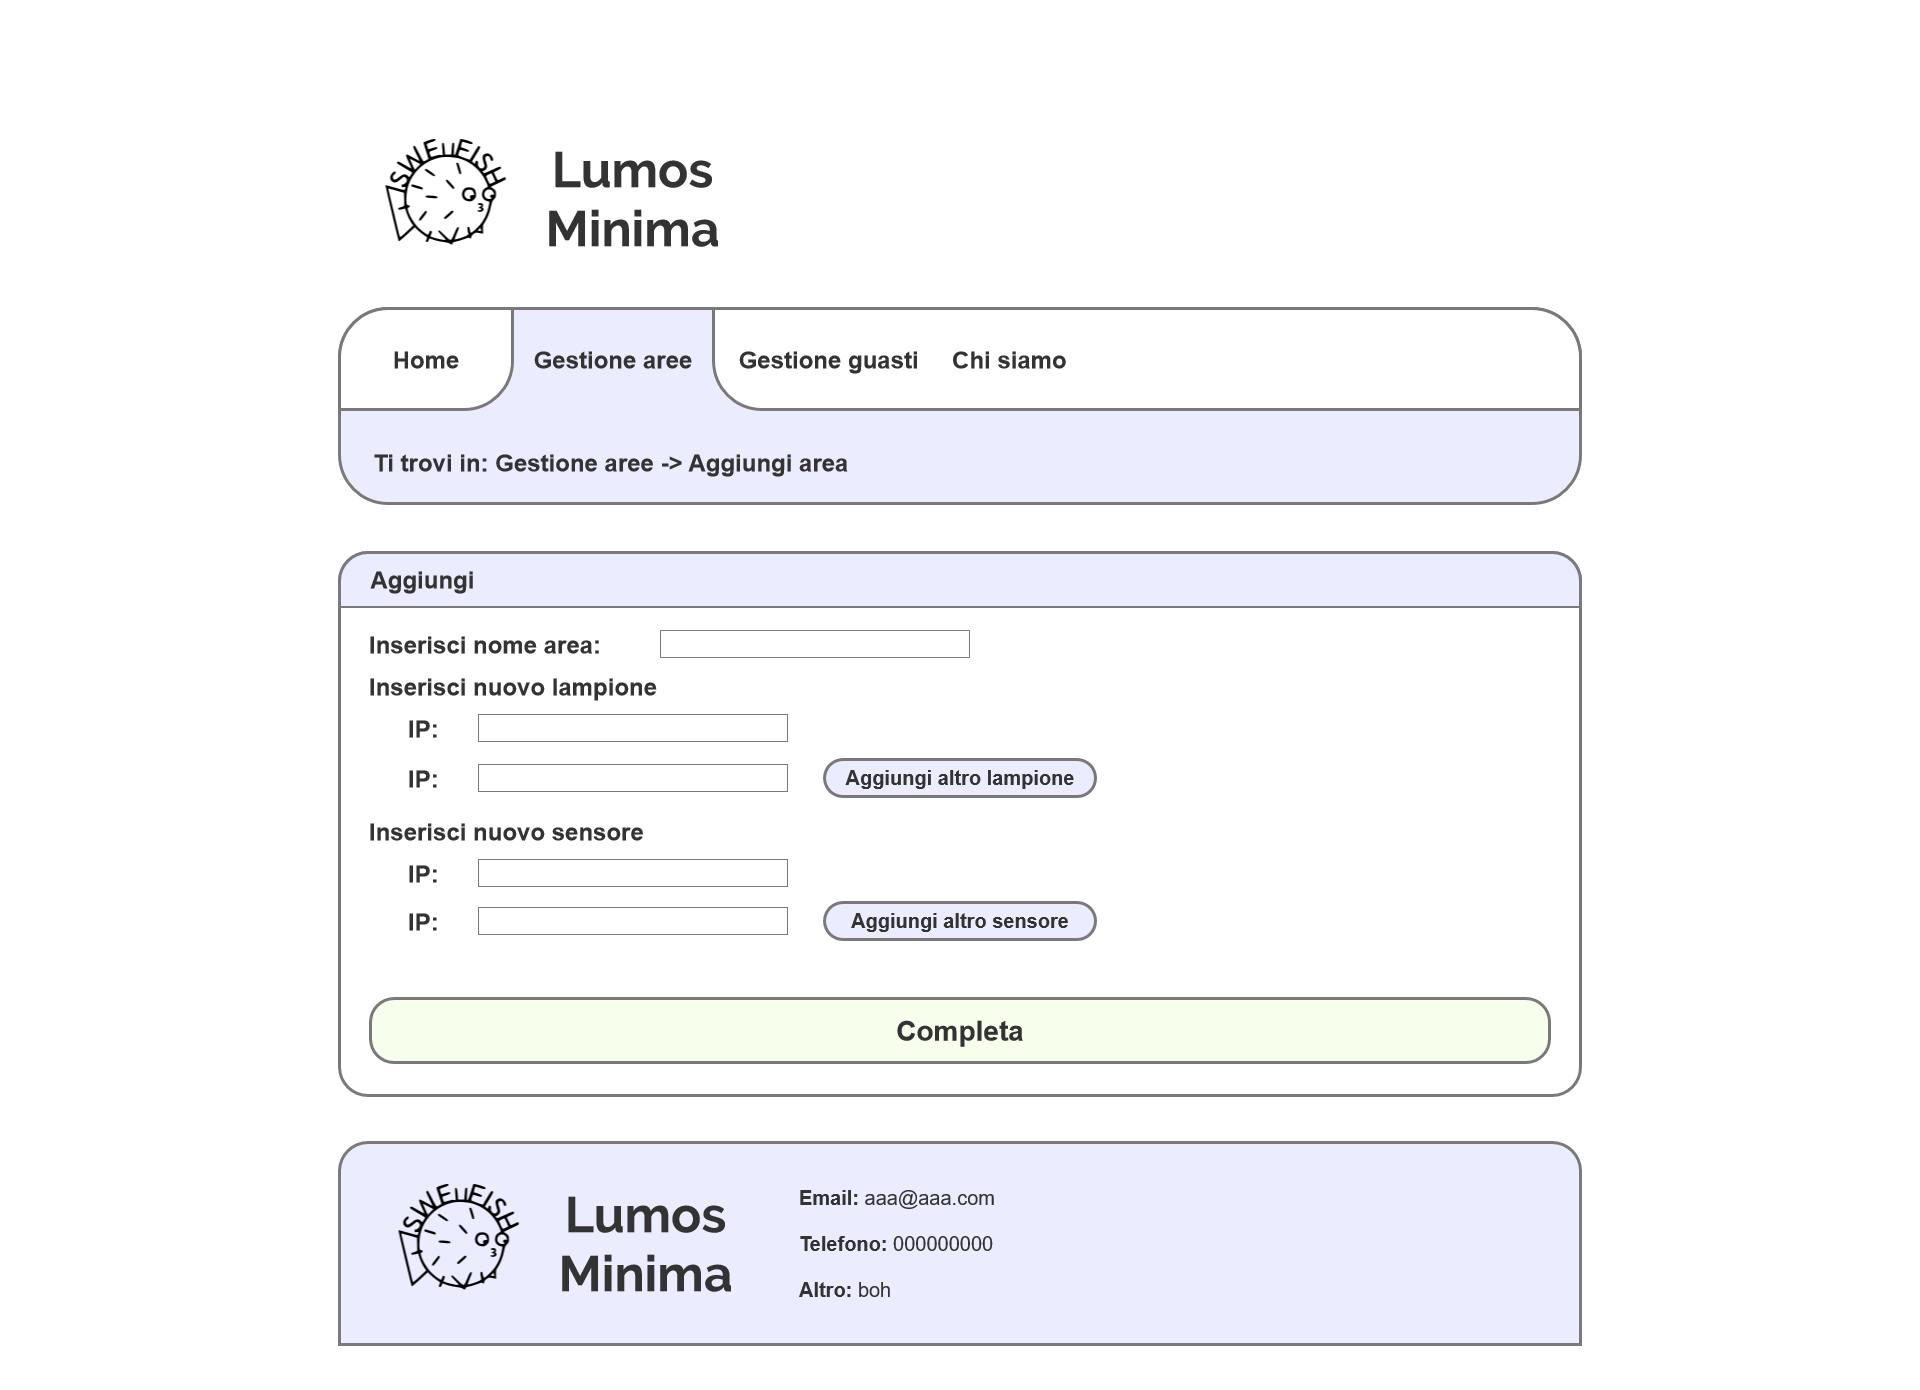 SWEIIFISH
Lumos
Minima
Home Gestione aree Gestione guasti Chi siamo
Ti trovi in: Gestione aree -> Aggiungi area
Aggiungi
Inserisci nome area:
Inserisci nuovo lampione
IP:
IP: Aggiungi altro lampione
Inserisci nuovo sensore
IP:
IP: Aggiungi altro sensore
Completa
SWEIIFISH
Lumos
Minima
Email: aaa@aaa.com
Telefono: 000000000
Altro: boh